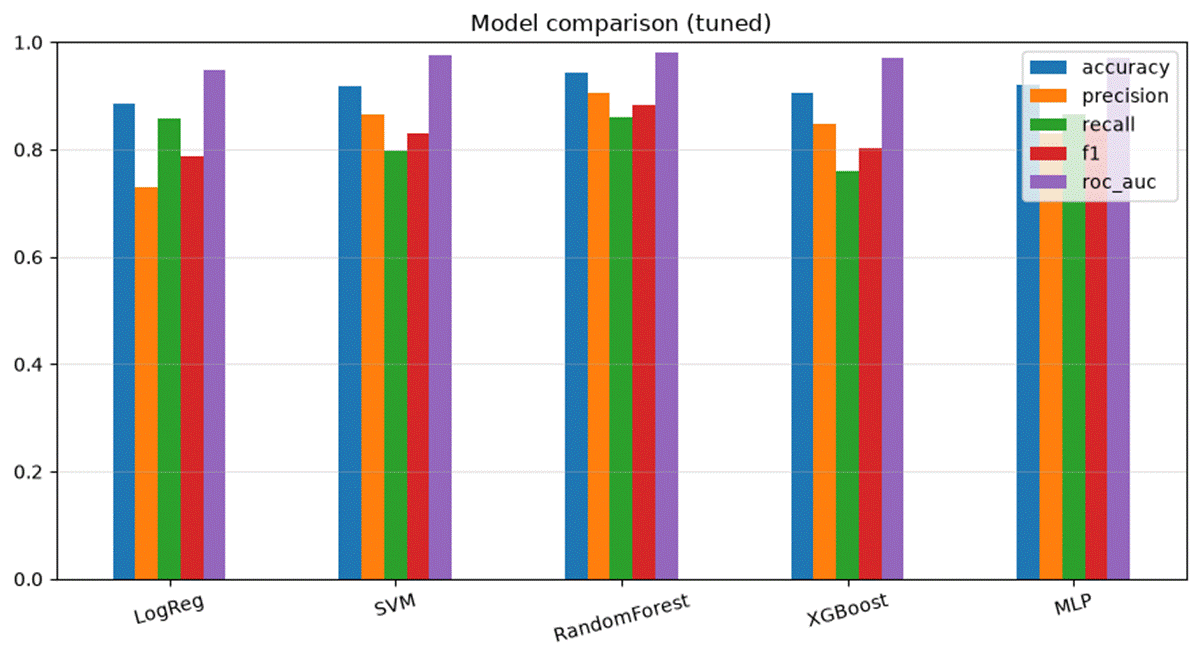 Model comparison (tuned)
1.0
0.8
0.6
0.4
0.2
0.0
accuracy
precision
recall
f1
roc_auc
LogReg
SVM
RandomForest
XGBoost
MLP